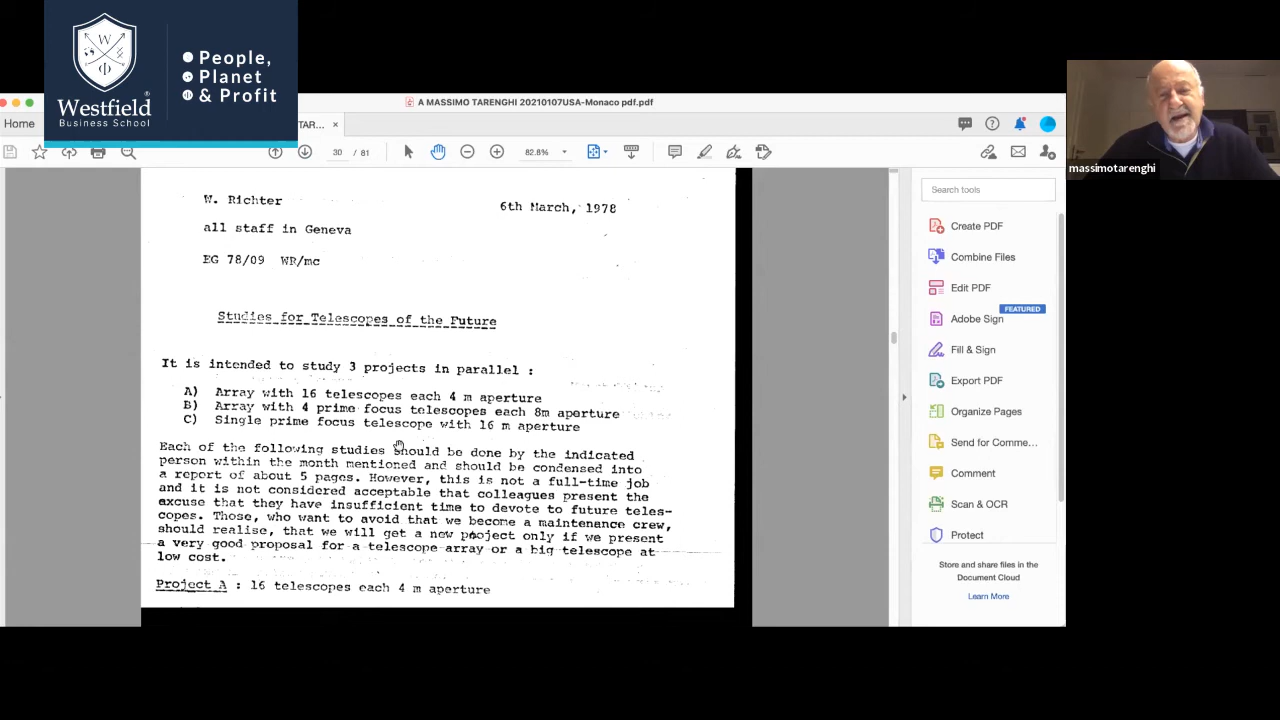 W
Φ
Westfield®
Business School
People,
Planet
& Profit
A MASSIMO TARENGHI 20210107USA-Monaco pdf.pdf
Home
TAR... ×
30 / 81
82.8%
massimotarenghi
W. Richter
6th March, 1978
all staff in Geneva
EG 78/09 WR/mc
Studies for Telescopes of the Future
It is intended to study 3 projects in parallel :
A) Array with 16 telescopes each 4 m aperture
B) Array with 4 prime focus telescopes each 8m aperture
C) Single prime focus telescope with 16 m aperture
Each of the following studies should be done by the indicated
person within the month mentioned and should be condensed into
a report of about 5 pages. However, this is not a full-time job
and it is not considered acceptable that colleagues present the
excuse that they have insufficient time to devote to future teles-
copes. Those, who want to avoid that we become a maintenance crew,
should realise, that we will get a new project only if we present
a very good proposal for a telescope array or a big telescope at
low cost.
Project A : 16 telescopes each 4 m aperture
Search tools
Create PDF
Combine Files
Edit PDF
FEATURED
Adobe Sign
Fill & Sign
Export PDF
Organize Pages
Send for Comme...
Comment
Scan & OCR
Protect
Store and share files in the
Document Cloud
Learn More